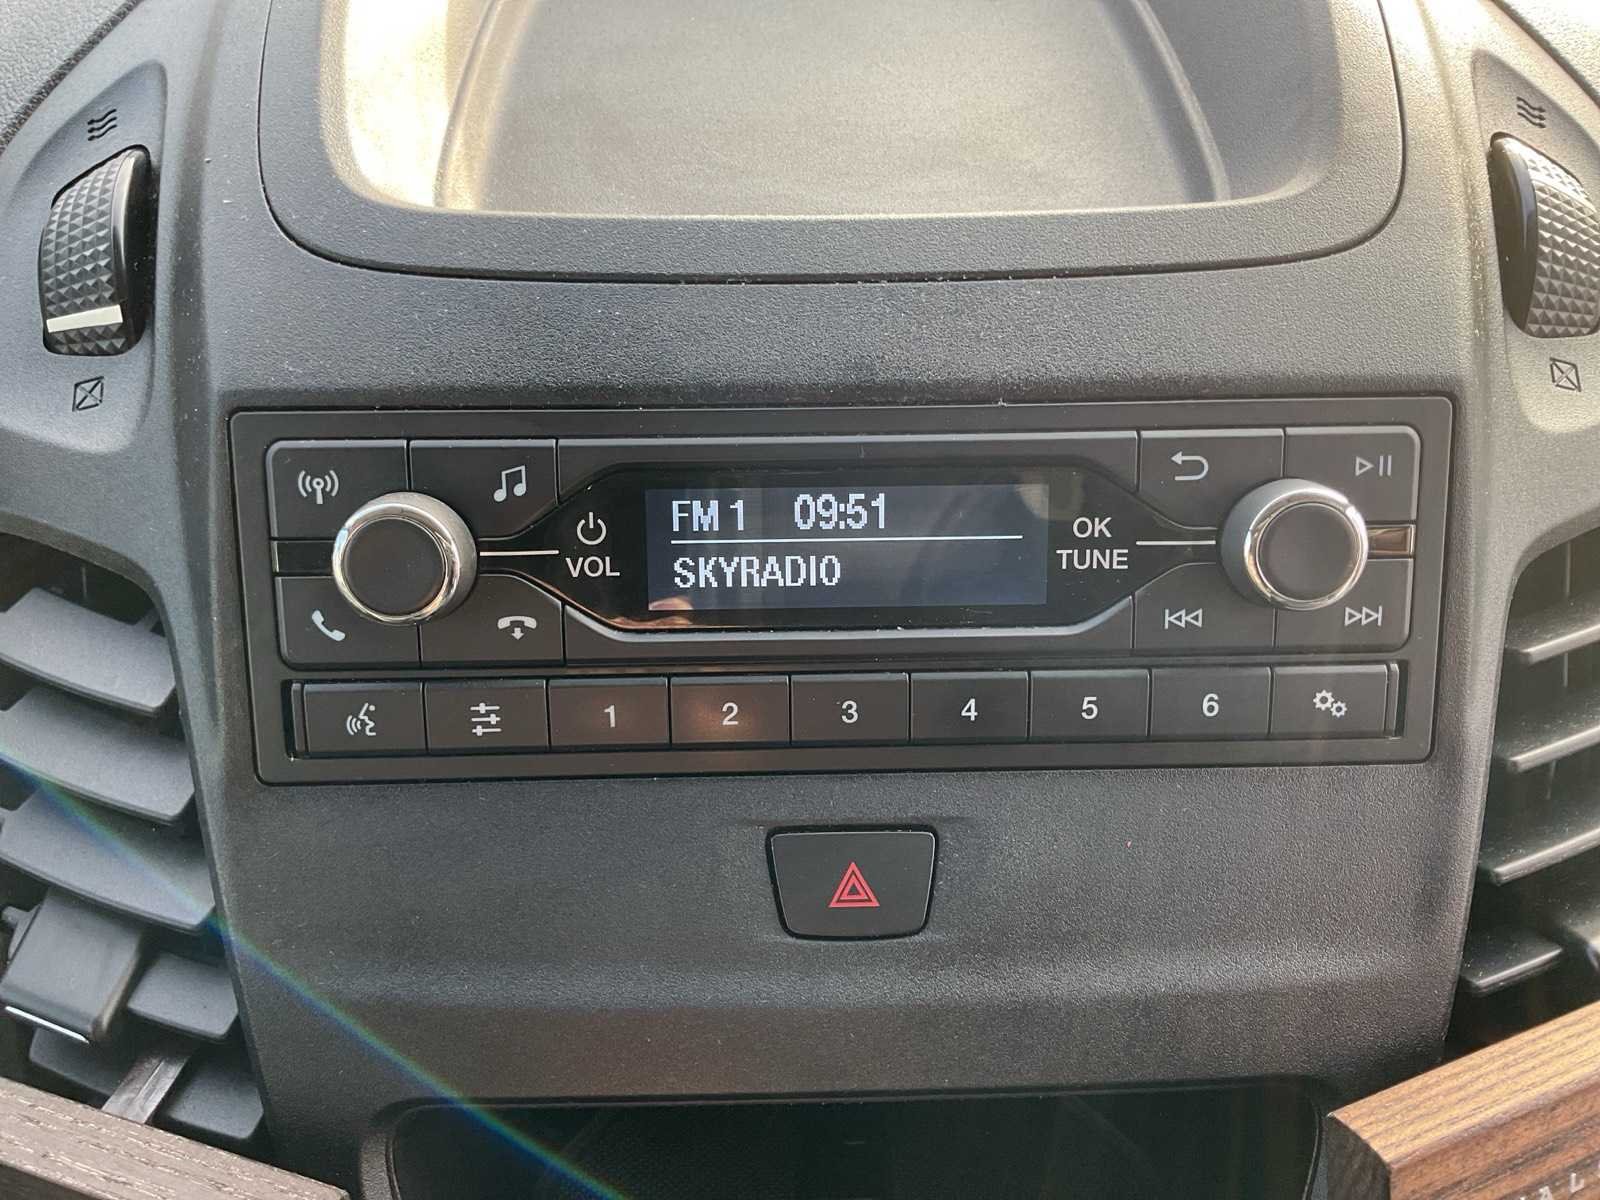 FM 1 09:51
SKYRADIO
VOL
OK
TUNE
1 2 3 4 5 6